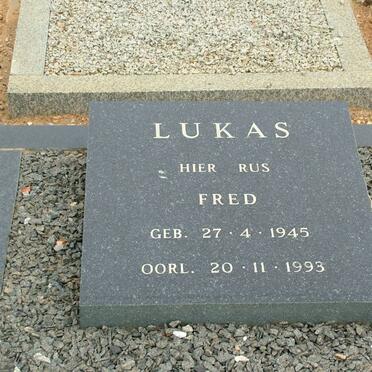 LUKAS
HIER RUS
FRED
GEB. 27 · 4 · 1945
OORL. 20 · 11 · 1993